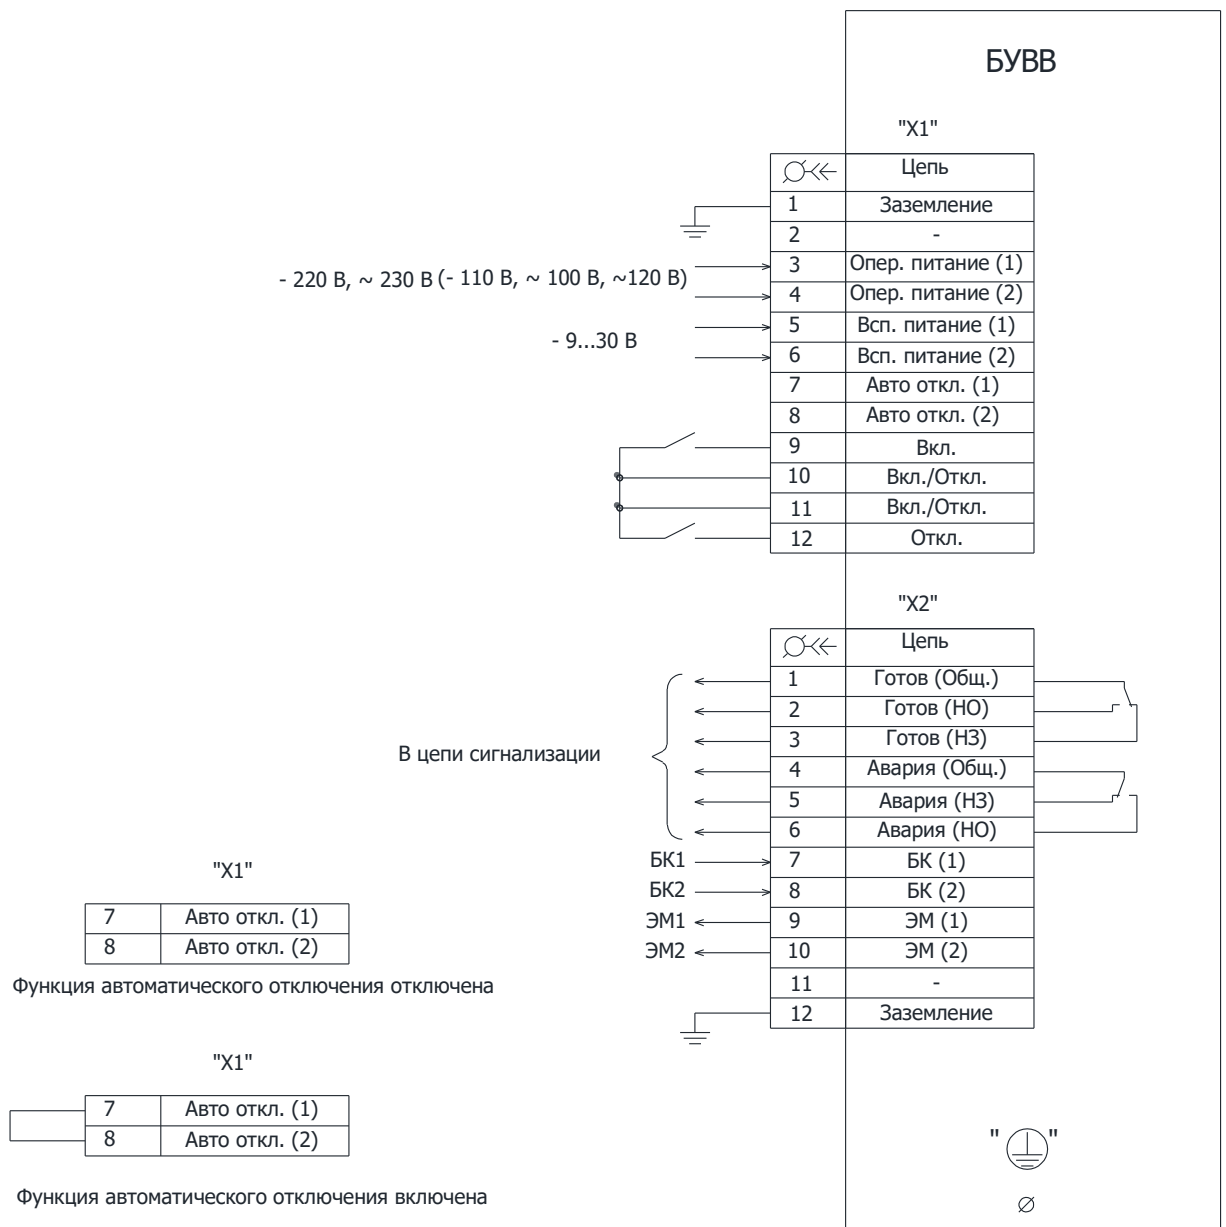 БУВВ
"X1"
Цепь
1 Заземление
2 -
- 220 В, ~ 230 В (- 110 В, ~ 100 В, ~120 В)
3 Опер. питание (1)
4 Опер. питание (2)
- 9...30 В
5 Всп. питание (1)
6 Всп. питание (2)
7 Авто откл. (1)
8 Авто откл. (2)
9 Вкл.
10 Вкл./Откл.
11 Вкл./Откл.
12 Откл.
"X2"
Цепь
В цепи сигнализации
1 Готов (Общ.)
2 Готов (НО)
3 Готов (НЗ)
4 Авария (Общ.)
5 Авария (НЗ)
6 Авария (НО)
БК1 7 БК (1)
БК2 8 БК (2)
ЭМ1 9 ЭМ (1)
ЭМ2 10 ЭМ (2)
11 -
12 Заземление
"X1"
7 Авто откл. (1)
8 Авто откл. (2)
Функция автоматического отключения отключена
"X1"
7 Авто откл. (1)
8 Авто откл. (2)
Функция автоматического отключения включена
" "